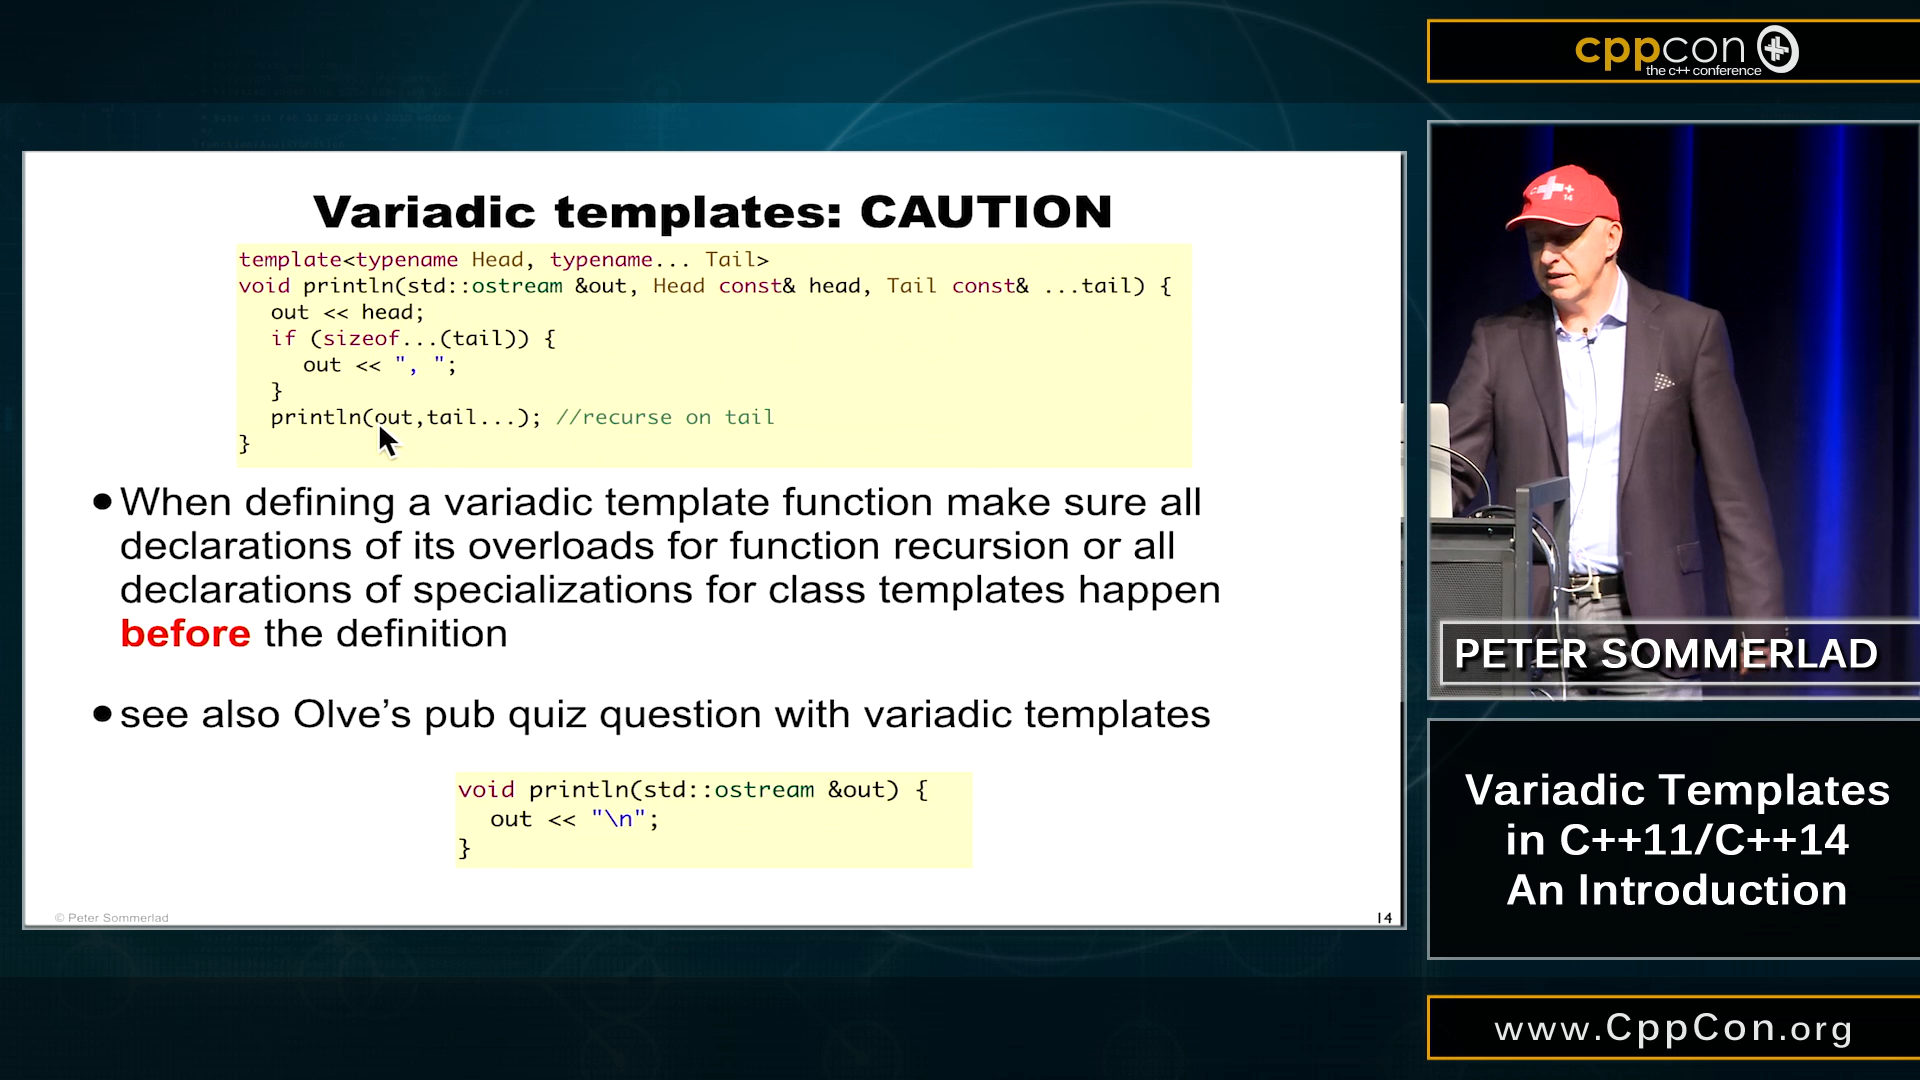 cppcon
the c++ conference
Variadic templates: CAUTION
template<typename Head, typename... Tail>
void println(std::ostream &out, Head const& head, Tail const& ...tail) {
out << head;
if (sizeof...(tail)) {
out << ", ";
}
println(out,tail...); //recurse on tail
}
●When defining a variadic template function make sure all
declarations of its overloads for function recursion or all
declarations of specializations for class templates happen
before the definition
●see also Olve’s pub quiz question with variadic templates
void println(std::ostream &out) {
out << "\n";
}
© Peter Sommerlad
14
PETER SOMMERLAD
Variadic Templates
in C++11/C++14
An Introduction
www.CppCon.org